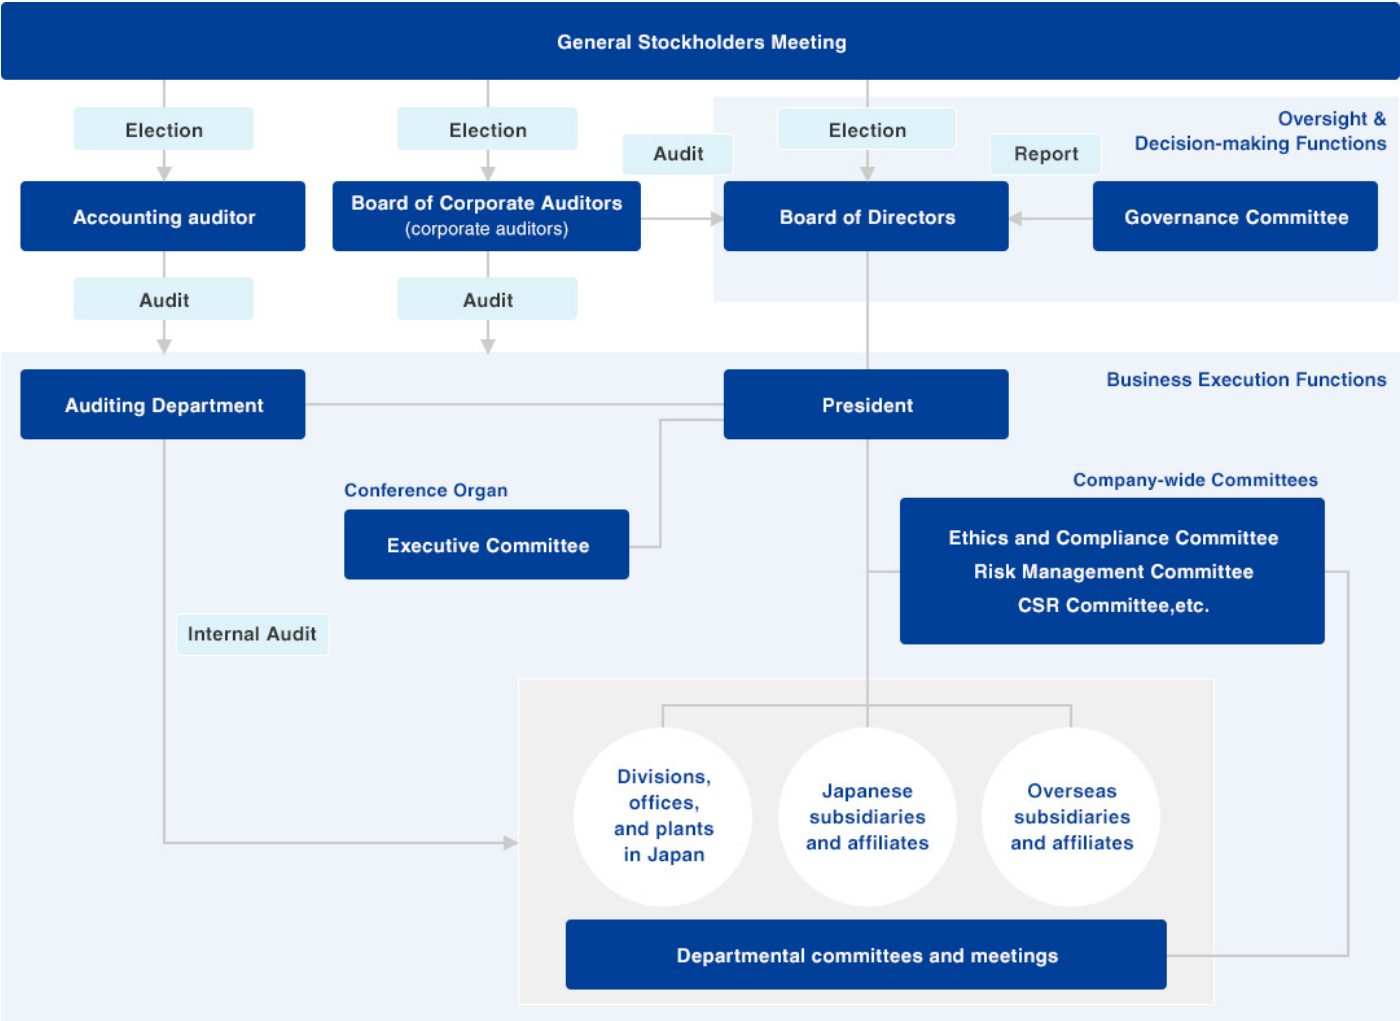 General Stockholders Meeting
Election
Election
Election
Oversight &
Decision-making Functions
Audit
Report
Accounting auditor
Board of Corporate Auditors
(corporate auditors)
Board of Directors
Governance Committee
Audit
Audit
Business Execution Functions
Auditing Department
President
Conference Organ
Executive Committee
Company-wide Committees
Ethics and Compliance Committee
Risk Management Committee
CSR Committee,etc.
Internal Audit
Divisions,
offices,
and plants
in Japan
Japanese
subsidiaries
and affiliates
Overseas
subsidiaries
and affiliates
Departmental committees and meetings